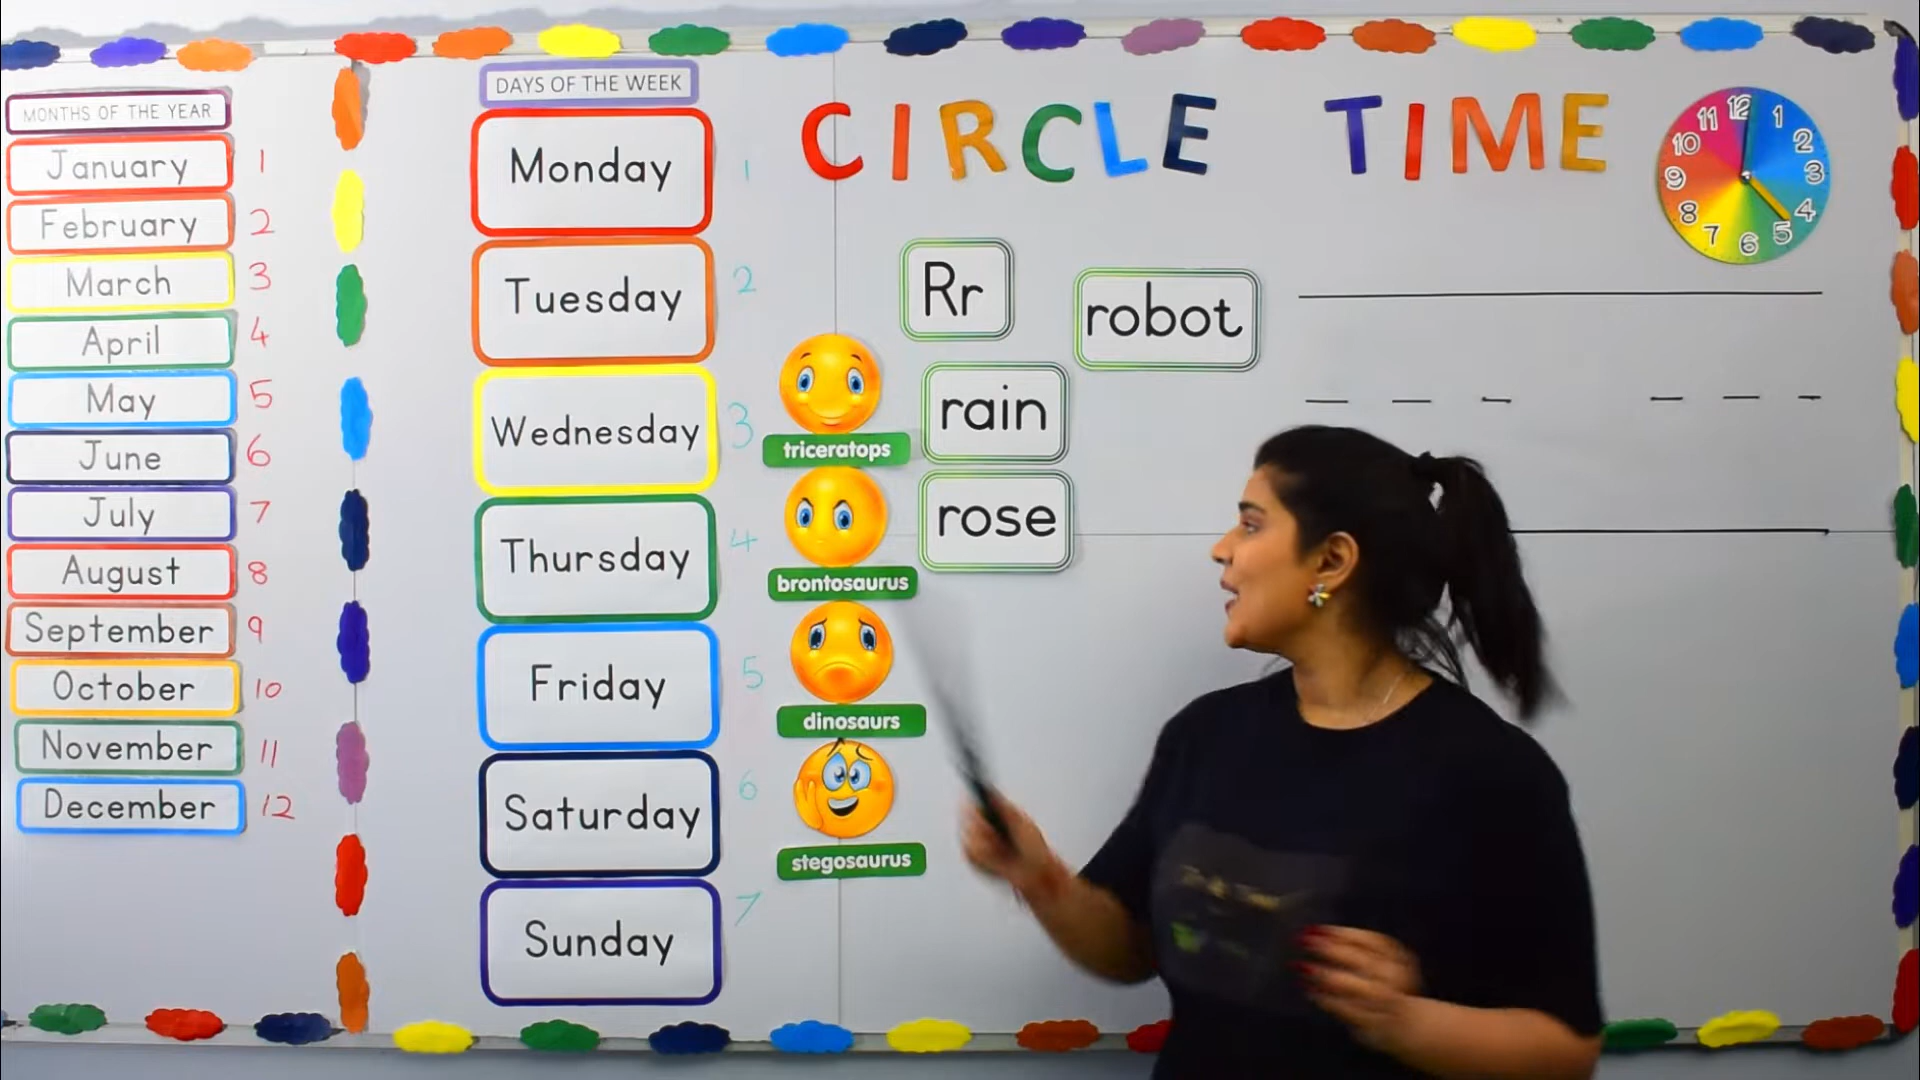 MONTHS OF THE YEAR
January 1
February 2
March 3
April 4
May 5
June 6
July 7
August 8
September 9
October 10
November 11
December 12
DAYS OF THE WEEK
Monday 1
Tuesday 2
Wednesday 3
Thursday 4
Friday 5
Saturday 6
Sunday 7
CIRCLE TIME
12
1
2
3
4
5
6
7
8
9
10
11
Rr
robot
rain
rose
triceratops
brontosaurus
dinosaurs
stegosaurus